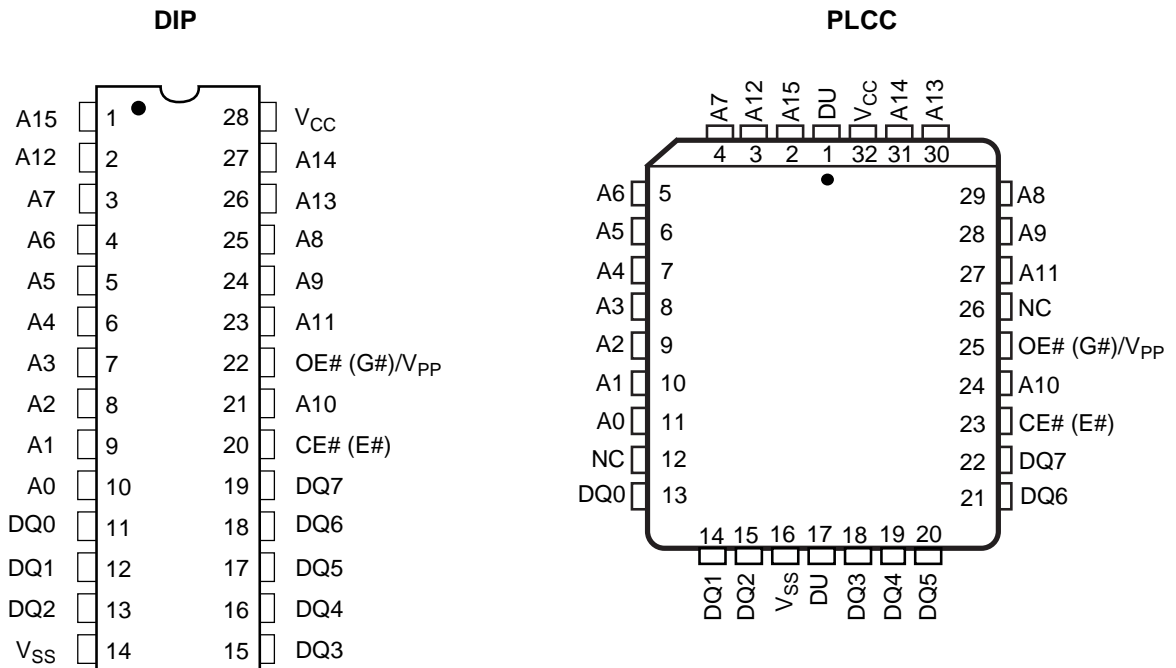 DIP
A15 1 28 VCC
A12 2 27 A14
A7 3 26 A13
A6 4 25 A8
A5 5 24 A9
A4 6 23 A11
A3 7 22 OE# (G#)/VPP
A2 8 21 A10
A1 9 20 CE# (E#)
A0 10 19 DQ7
DQ0 11 18 DQ6
DQ1 12 17 DQ5
DQ2 13 16 DQ4
VSS 14 15 DQ3
PLCC
A7 A12 A15 DU VCC A14 A13
4 3 2 1 32 31 30
A6 5 29 A8
A5 6 28 A9
A4 7 27 A11
A3 8 26 NC
A2 9 25 OE# (G#)/VPP
A1 10 24 A10
A0 11 23 CE# (E#)
NC 12 22 DQ7
DQ0 13 21 DQ6
14 15 16 17 18 19 20
DQ1 DQ2 VSS DU DQ3 DQ4 DQ5